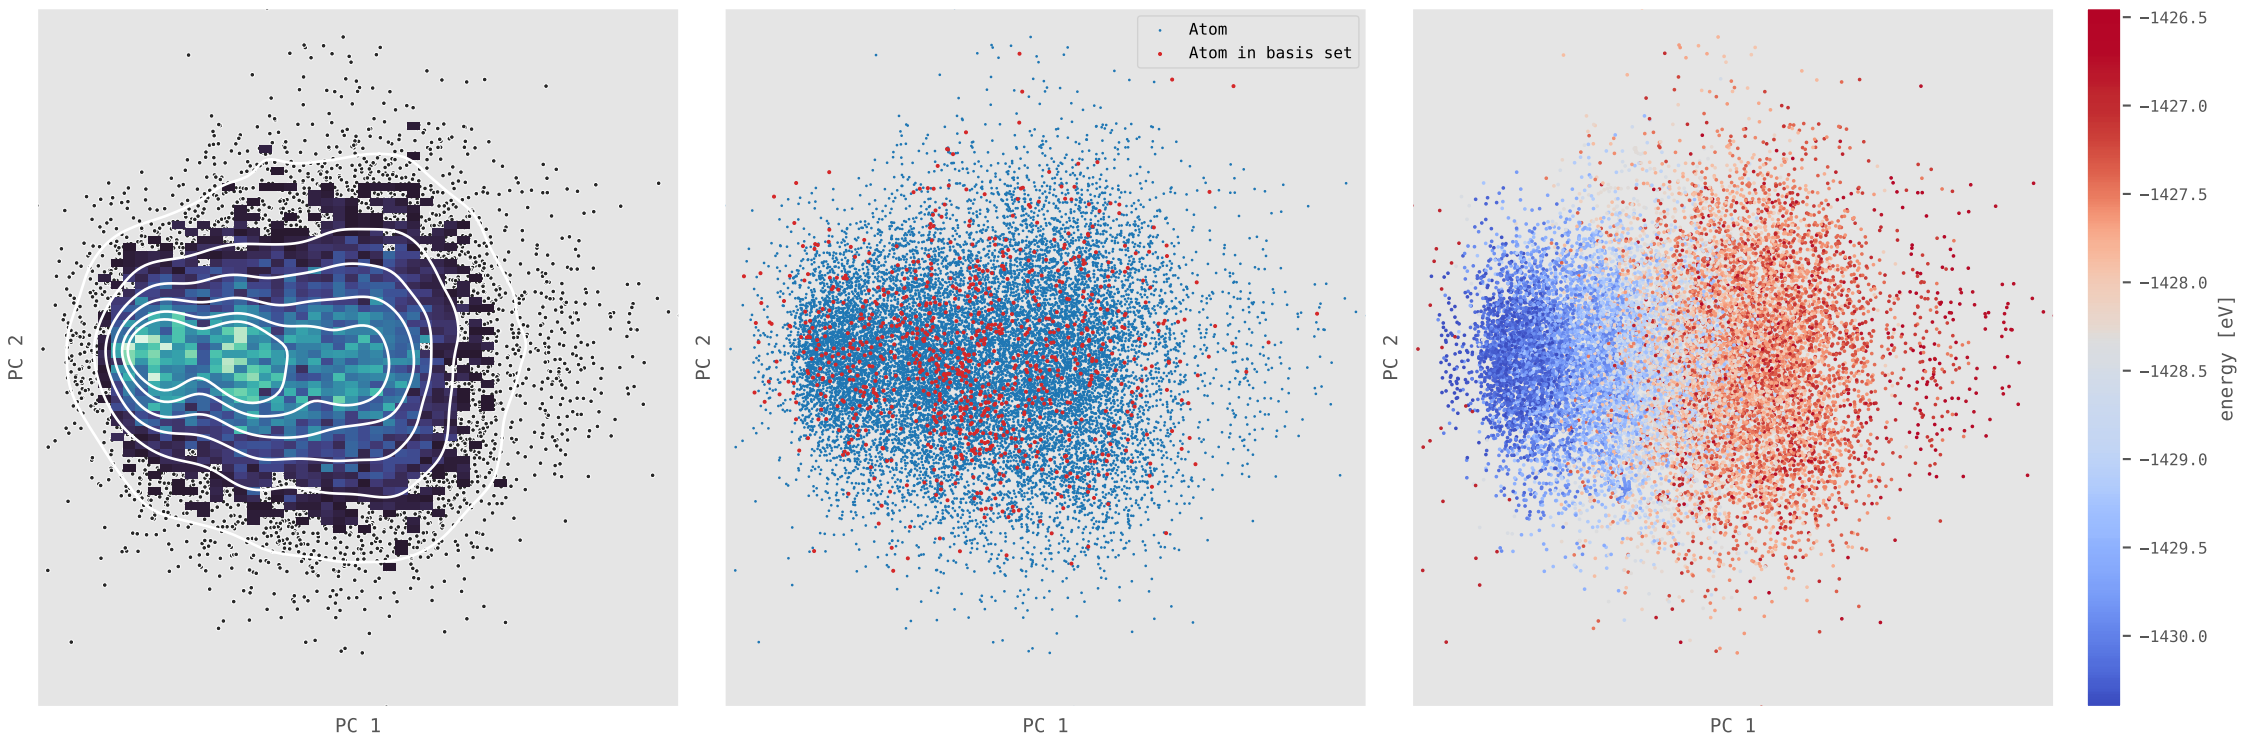 PC 2
PC 1
PC 2
PC 1
Atom
Atom in basis set
PC 2
PC 1
−1426.5
−1427.0
−1427.5
−1428.0
−1428.5
−1429.0
−1429.5
−1430.0
energy [eV]